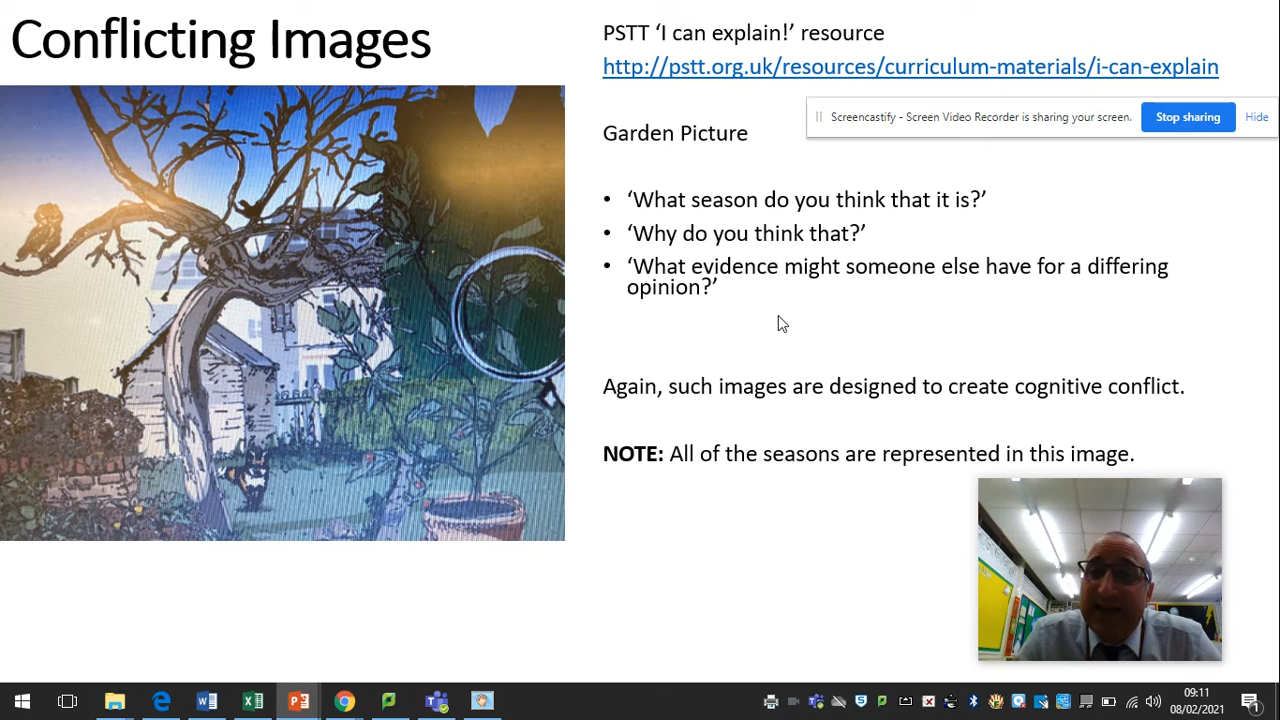 Conflicting Images
PSTT ‘I can explain!’ resource
http://pstt.org.uk/resources/curriculum-materials/i-can-explain
Screencastify - Screen Video Recorder is sharing your screen.
Stop sharing
Hide
Garden Picture
• ‘What season do you think that it is?’
• ‘Why do you think that?’
• ‘What evidence might someone else have for a differing
opinion?’
Again, such images are designed to create cognitive conflict.
NOTE: All of the seasons are represented in this image.
09:11
08/02/2021